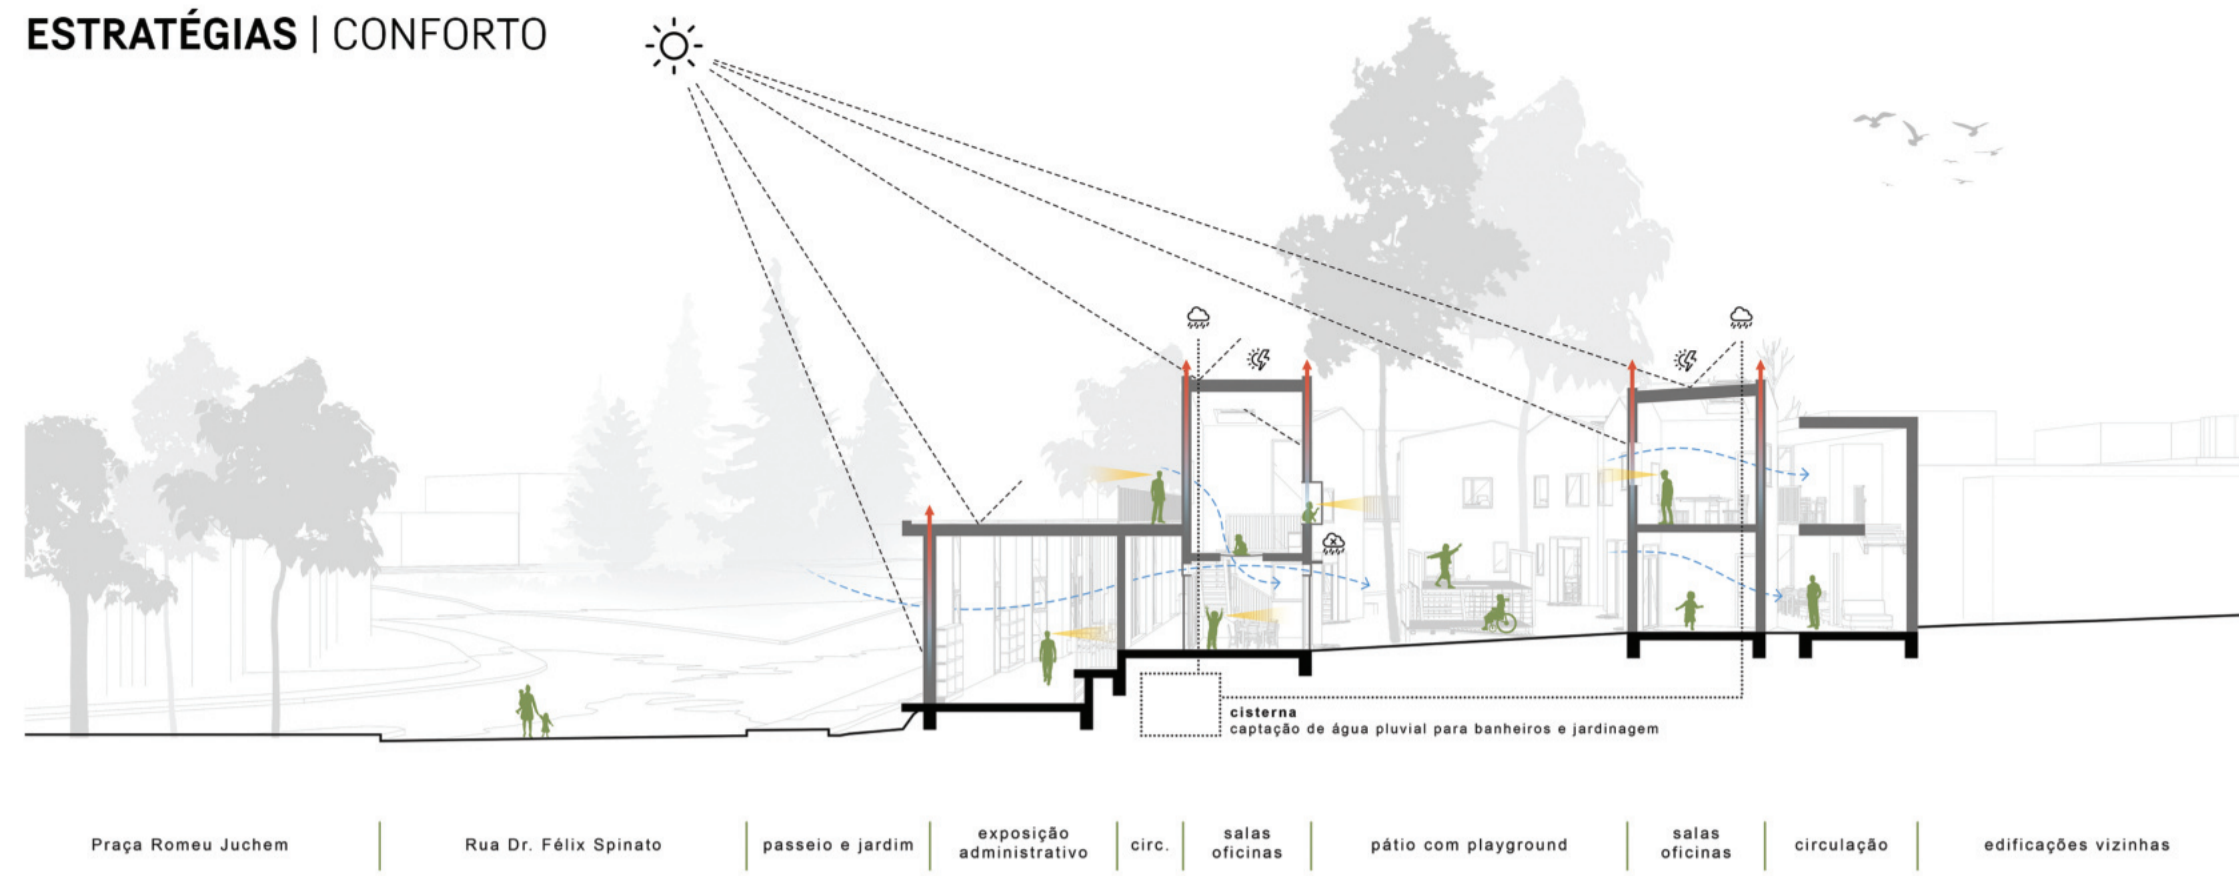 ESTRATÉGIAS | CONFORTO
cisterna
captação de água pluvial para banheiros e jardinagem
Praça Romeu Juchem
Rua Dr. Félix Spinato
passeio e jardim
exposição
administrativo
circ.
salas
oficinas
pátio com playground
salas
oficinas
circulação
edificações vizinhas